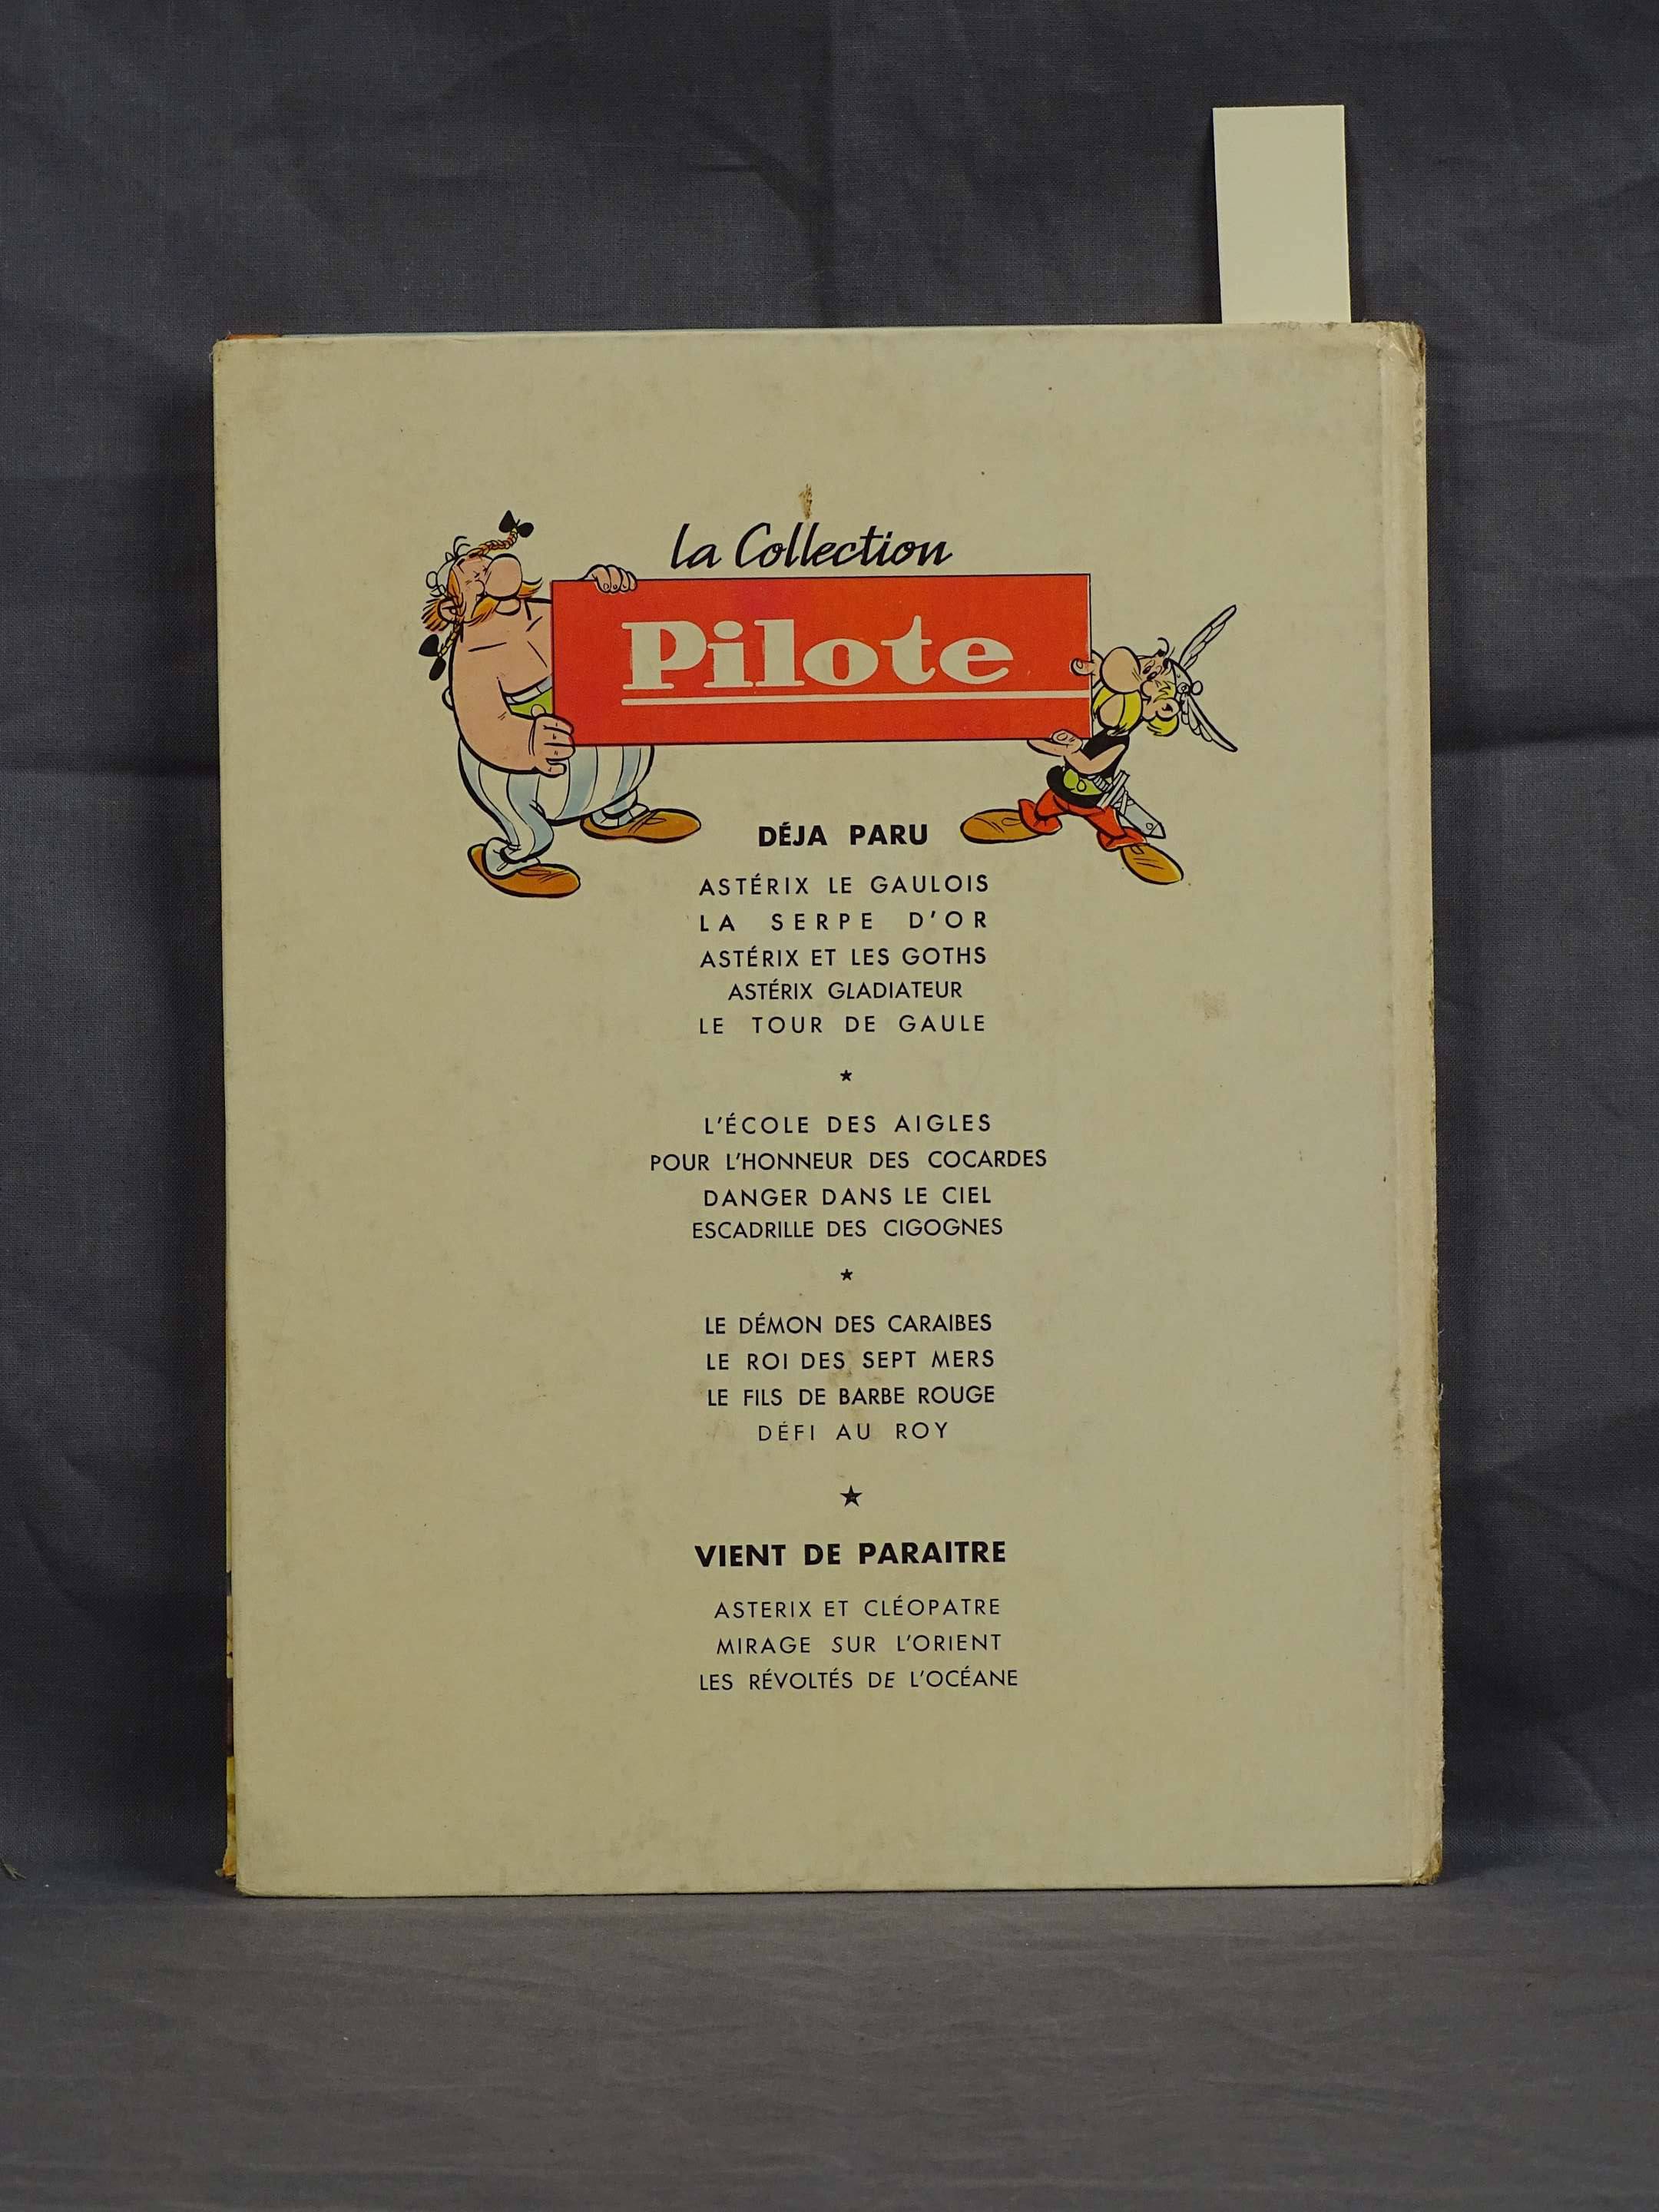 la Collection
Pilote
DÉJA PARU
ASTÉRIX LE GAULOIS
LA SERPE D'OR
ASTÉRIX ET LES GOTHS
ASTÉRIX GLADIATEUR
LE TOUR DE GAULE
★
L'ÉCOLE DES AIGLES
POUR L'HONNEUR DES COCARDES
DANGER DANS LE CIEL
ESCADRILLE DES CIGOGNES
★
LE DÉMON DES CARAIBES
LE ROI DES SEPT MERS
LE FILS DE BARBE ROUGE
DÉFI AU ROY
★
VIENT DE PARAITRE
ASTERIX ET CLÉOPATRE
MIRAGE SUR L'ORIENT
LES RÉVOLTÉS DE L'OCÉANE